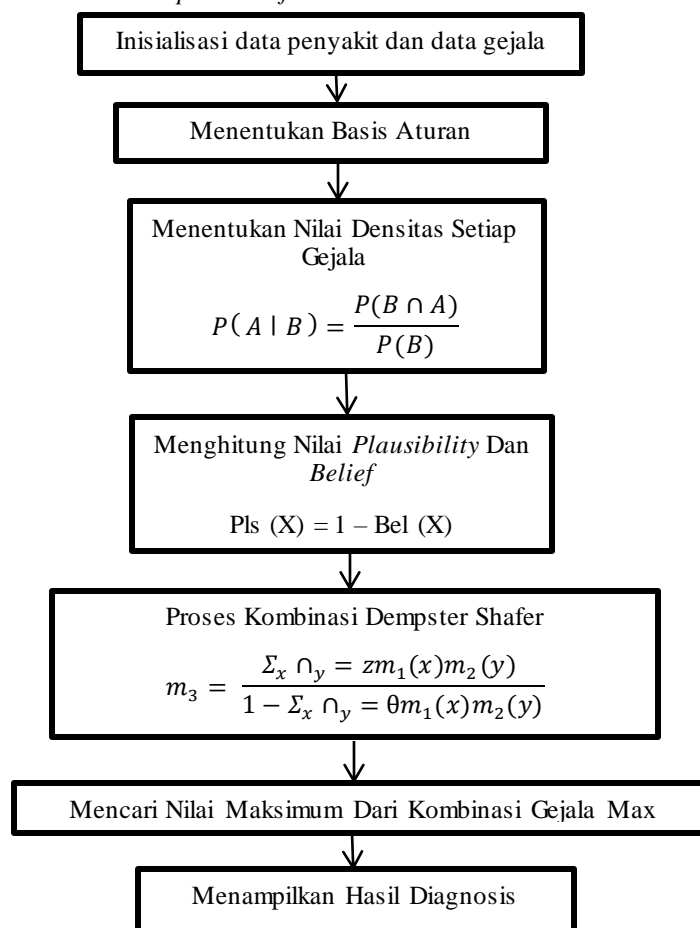 Inisialisasi data penyakit dan data gejala
Menentukan Basis Aturan
Menentukan Nilai Densitas Setiap
Gejala
P( A | B ) = P(B ∩ A) / P(B)
Menghitung Nilai Plausibility Dan
Belief
Pls (X) = 1 – Bel (X)
Proses Kombinasi Dempster Shafer
m₃ = Σₓ ∩ᵧ = zm₁(x)m₂(y) / 1 − Σₓ ∩ᵧ = θm₁(x)m₂(y)
Mencari Nilai Maksimum Dari Kombinasi Gejala Max
Menampilkan Hasil Diagnosis